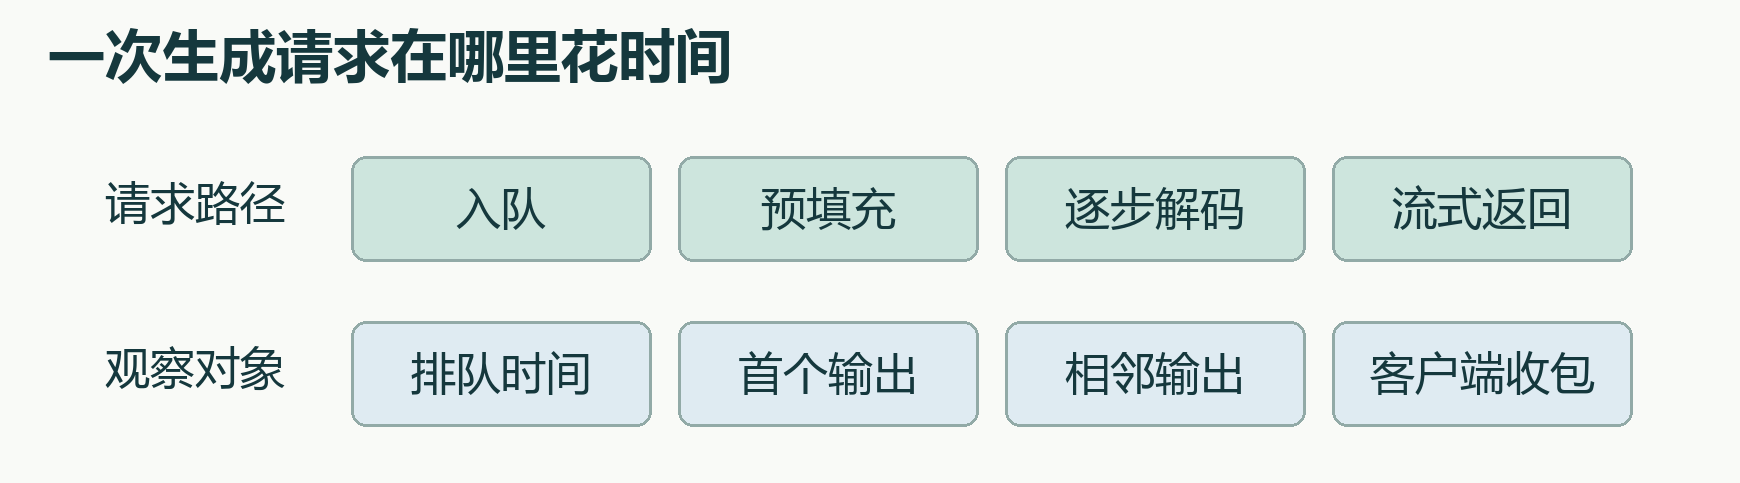 一次生成请求在哪里花时间
请求路径 入队 预填充 逐步解码 流式返回
观察对象 排队时间 首个输出 相邻输出 客户端收包